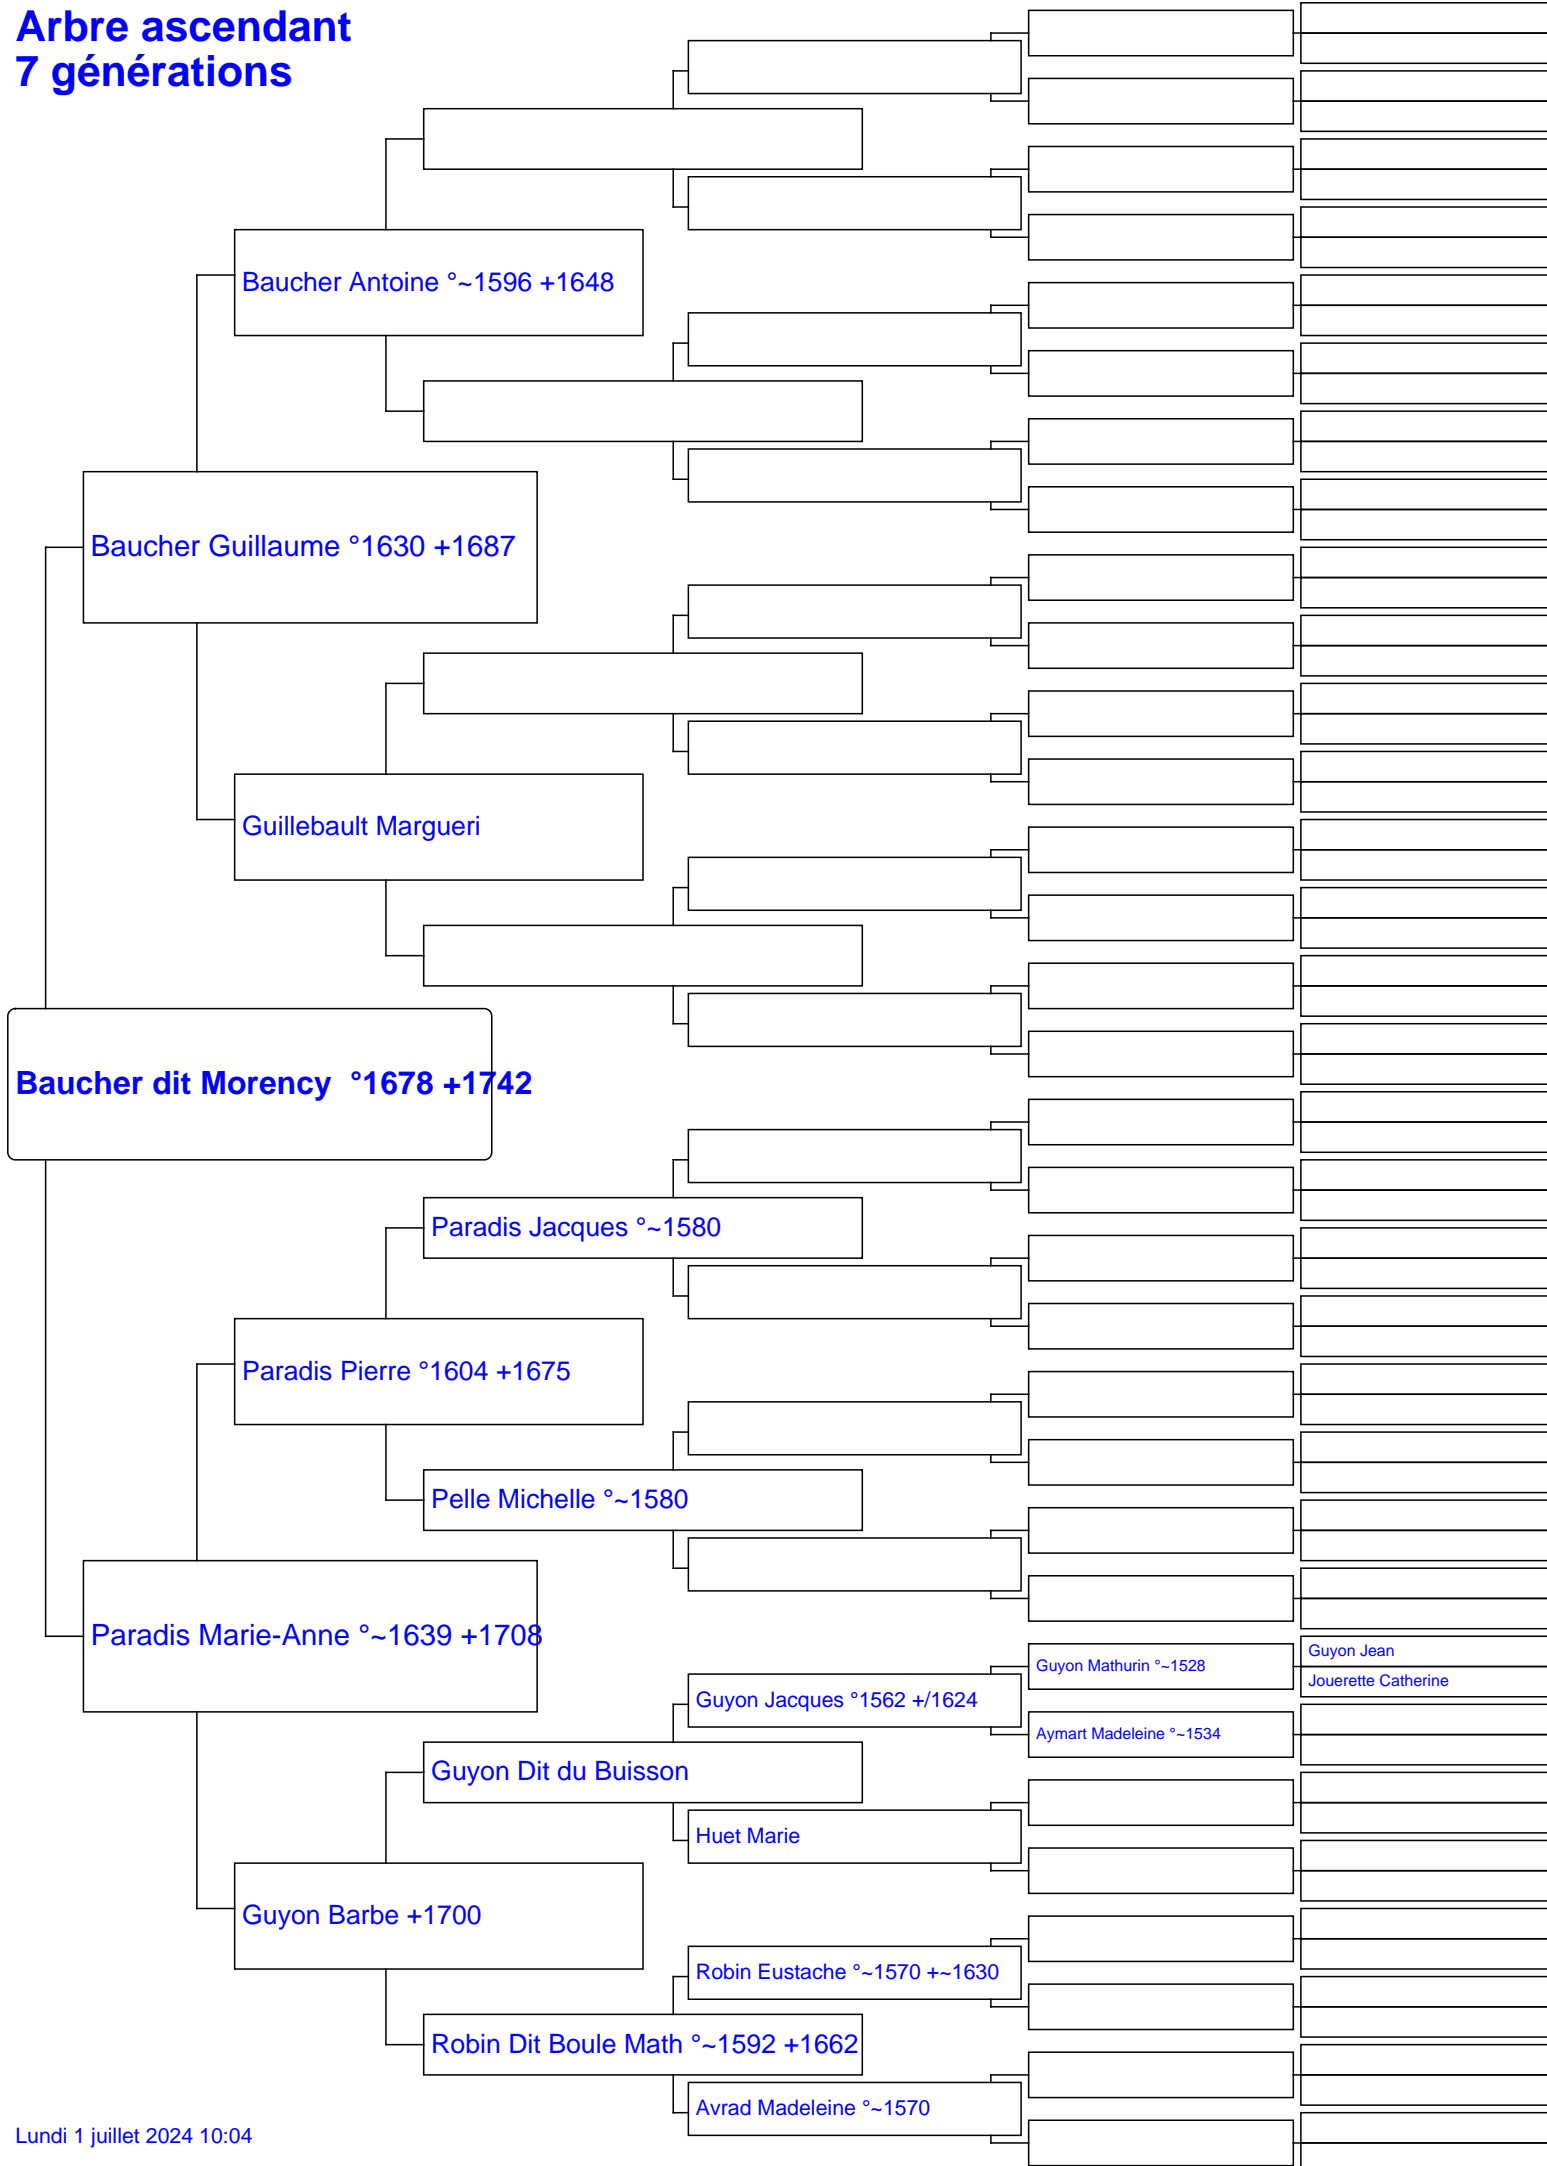 Arbre ascendant
7 générations
Baucher Antoine °~1596 +1648
Baucher Guillaume °1630 +1687
Guillebault Margueri
Baucher dit Morency  °1678 +1742
Paradis Jacques °~1580
Paradis Pierre °1604 +1675
Pelle Michelle °~1580
Paradis Marie-Anne °~1639 +1708
Guyon Jean
Guyon Mathurin °~1528
Jouerette Catherine
Guyon Jacques °1562 +/1624
Aymart Madeleine °~1534
Guyon Dit du Buisson
Huet Marie
Guyon Barbe +1700
Robin Eustache °~1570 +~1630
Robin Dit Boule Math °~1592 +1662
Avrad Madeleine °~1570
Lundi 1 juillet 2024 10:04